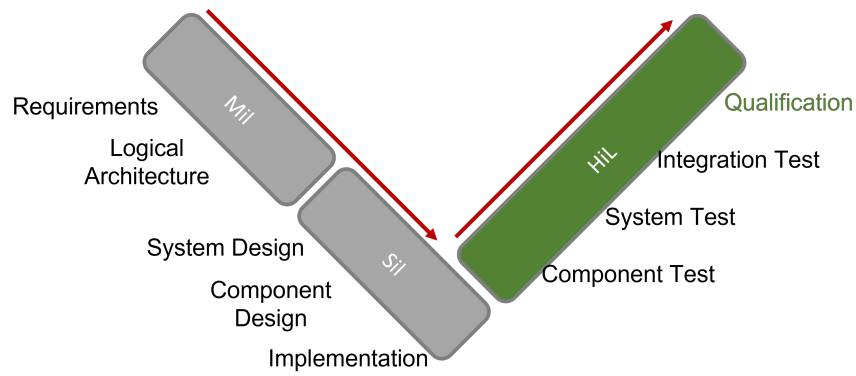 Mil
Requirements
Logical
Architecture
Sil
System Design
Component
Design
Implementation
HiL
Qualification
Integration Test
System Test
Component Test